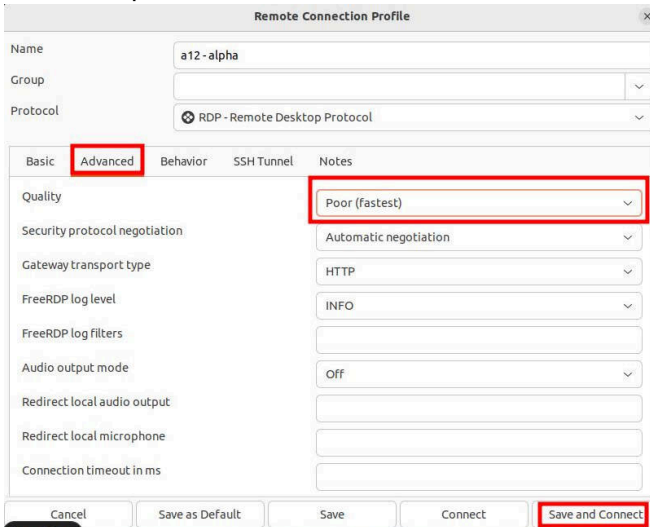 Remote Connection Profile
Name
a12-alpha
Group
Protocol
RDP - Remote Desktop Protocol
Basic Advanced Behavior SSH Tunnel Notes
Quality
Poor (fastest)
Security protocol negotiation
Automatic negotiation
Gateway transport type
HTTP
FreeRDP log level
INFO
FreeRDP log filters
Audio output mode
Off
Redirect local audio output
Redirect local microphone
Connection timeout in ms
Cancel Save as Default Save Connect Save and Connect